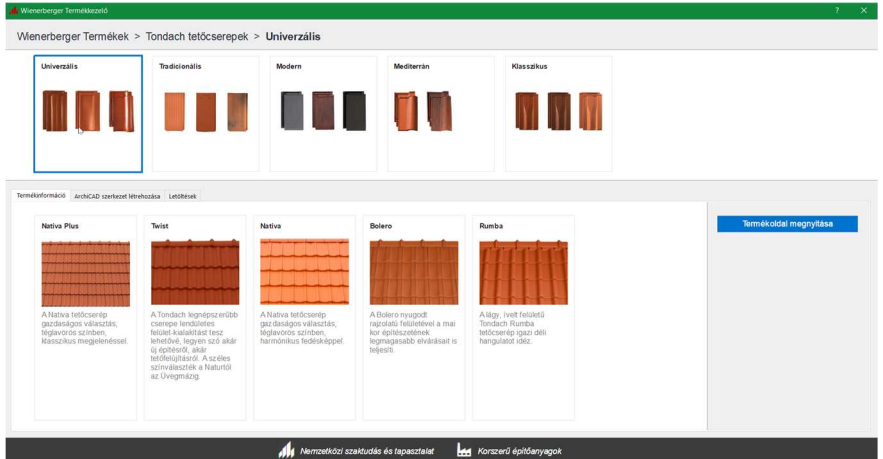 Wienerberger Termékkezelő
? ×
Wienerberger Termékek > Tondach tetőcserepek > Univerzális
Univerzális
Tradicionális
Modern
Mediterrán
Klasszikus
Termékinformáció
ArchiCAD szerkezet létrehozása
Letöltések
Nativa Plus
A Nativa tetőcserép
gazdaságos választás,
téglavörös színben,
klasszikus megjelenéssel.
Twist
A Tondach legnépszerűbb
cserepe lendületes
felület-kialakítást tesz
lehetővé, legyen szó akár
új építésről, akár
tetőfelújításról. A széles
színválaszték a Naturtól
az Üvegmázig.
Nativa
A Nativa tetőcserép
gazdaságos választás,
téglavörös színben,
harmónikus fedésképpel.
Bolero
A Bolero nyugodt
rajzolatú felületével a mai
kor építészetének
legmagasabb elvárásait is
teljesíti.
Rumba
A lágy, ívelt felületű
Tondach Rumba
tetőcserép igazi déli
hangulatot idéz.
Termékoldal megnyitása
Nemzetközi szaktudás és tapasztalat
Korszerű építőanyagok